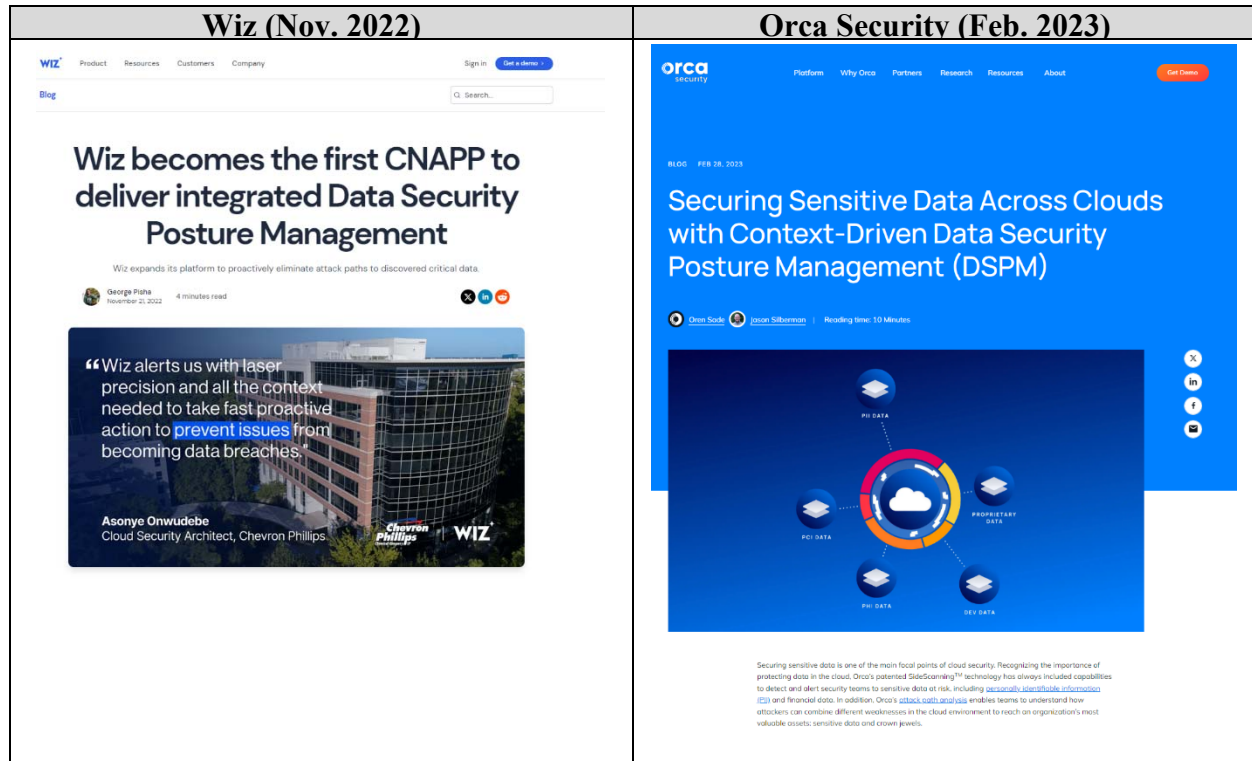 Wiz (Nov. 2022)
WIZ
Product Resources Customers Company
Sign in Get a demo >
Blog
Search...
Wiz becomes the first CNAPP to
deliver integrated Data Security
Posture Management
Wiz expands its platform to proactively eliminate attack paths to discovered critical data.
George Pisha
November 21, 2022
4 minutes read
X in
“Wiz alerts us with laser
precision and all the context
needed to take fast proactive
action to prevent issues from
becoming data breaches."
Asonye Onwudebe
Cloud Security Architect, Chevron Phillips
Chevron
Phillips
WIZ
Orca Security (Feb. 2023)
orca
security
Platform Why Orca Partners Research Resources About
Get Demo
BLOG FEB 28, 2023
Securing Sensitive Data Across Clouds
with Context-Driven Data Security
Posture Management (DSPM)
Oren Sade Jason Silberman | Reading time: 10 Minutes
X
in
f
PII DATA
PCI DATA
PROPRIETARY
DATA
PHI DATA
DEV DATA
Securing sensitive data is one of the main focal points of cloud security. Recognizing the importance of
protecting data in the cloud, Orca's patented SideScanning™ technology has always included capabilities
to detect and alert security teams to sensitive data at risk, including personally identifiable information
(PII) and financial data. In addition, Orca's attack path analysis enables teams to understand how
attackers can combine different weaknesses in the cloud environment to reach an organization's most
valuable assets: sensitive data and crown jewels.